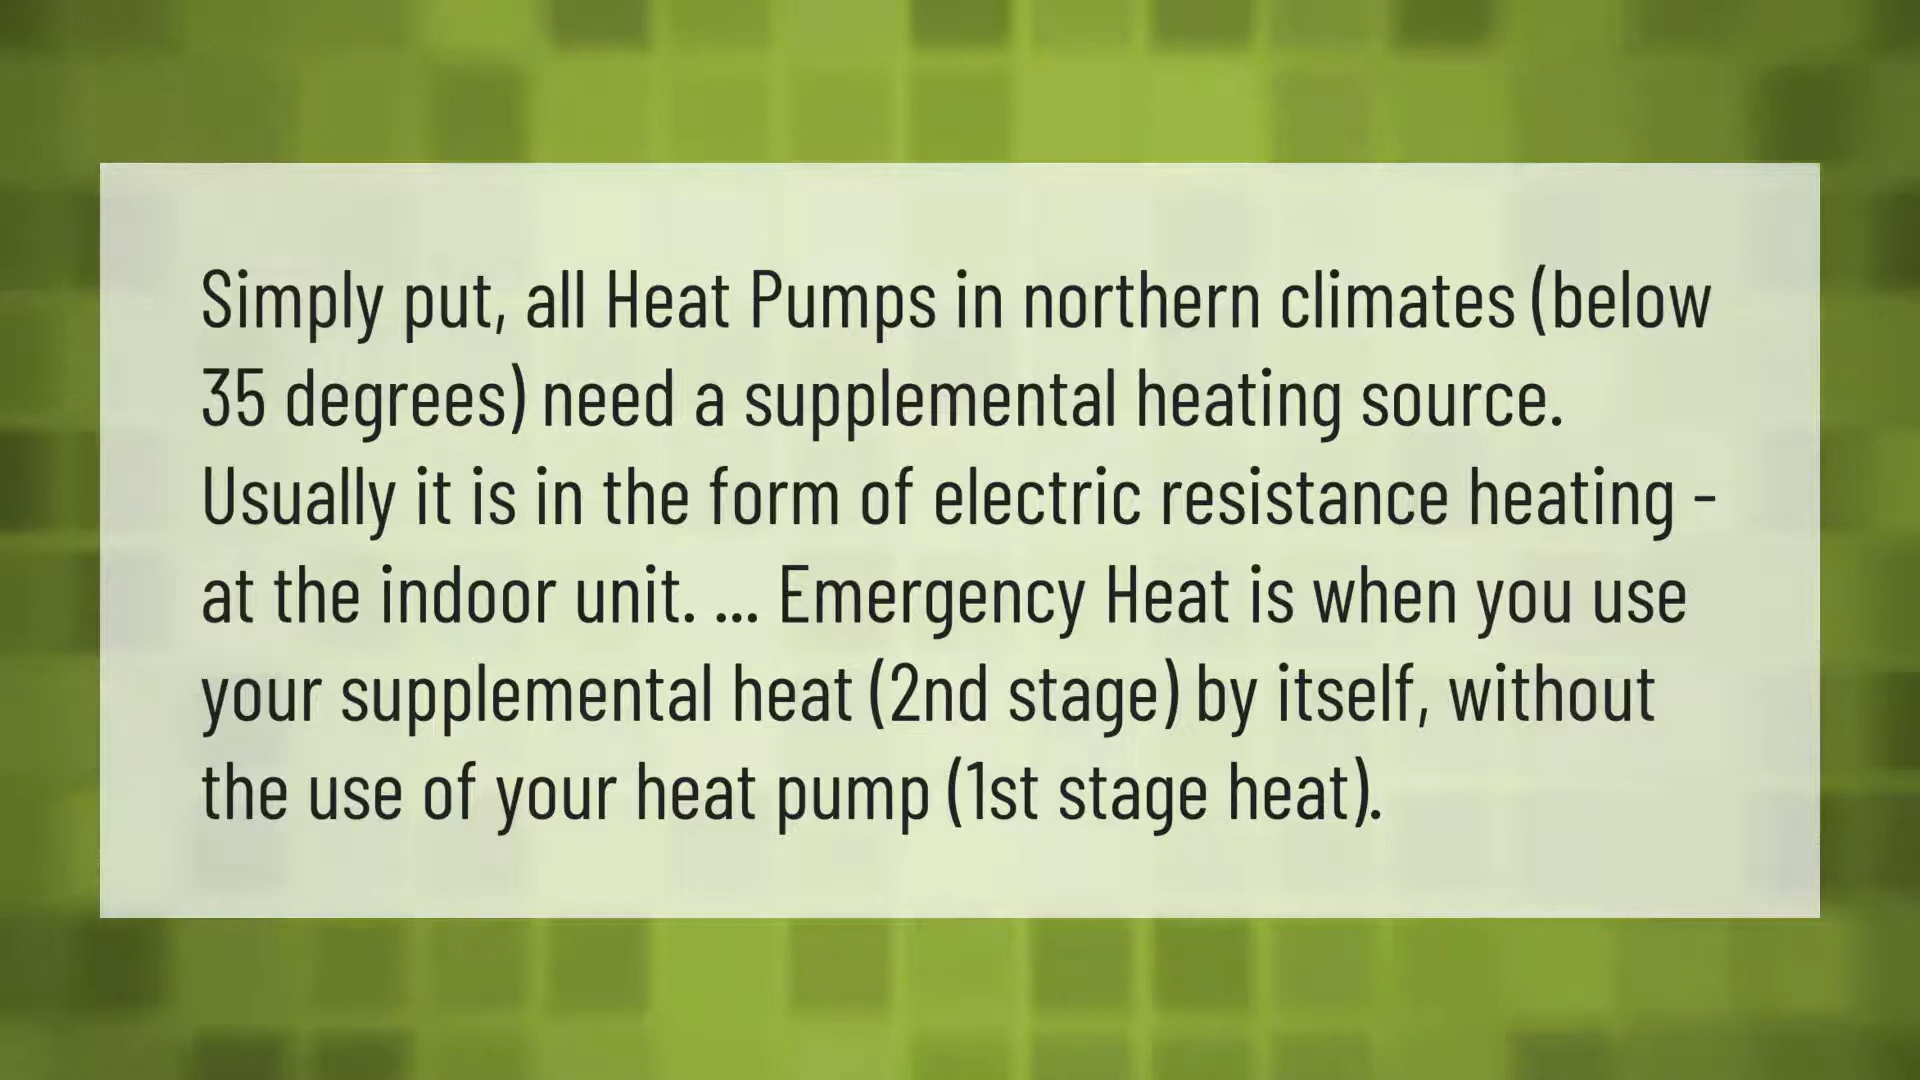 Simply put, all Heat Pumps in northern climates (below
35 degrees) need a supplemental heating source.
Usually it is in the form of electric resistance heating -
at the indoor unit. ... Emergency Heat is when you use
your supplemental heat (2nd stage) by itself, without
the use of your heat pump (1st stage heat).